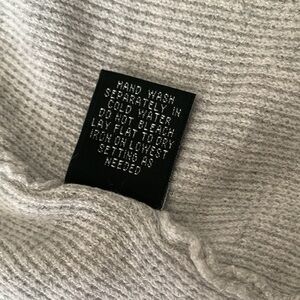 HAND WASH
SEPARATELY IN
COLD WATER
DO NOT BLEACH
LAY FLAT TO DRY
IRON ON LOWEST
SETTING AS
NEEDED